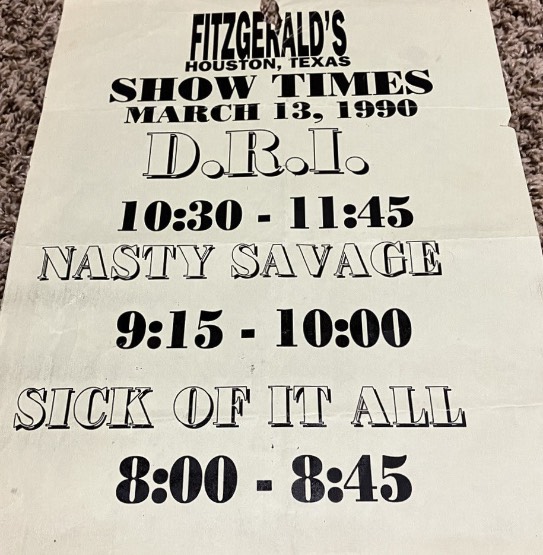 FITZGERALD'S
HOUSTON, TEXAS
SHOW TIMES
MARCH 13, 1990
D.R.I.
10:30 - 11:45
NASTY SAVAGE
9:15 - 10:00
SICK OF IT ALL
8:00 - 8:45